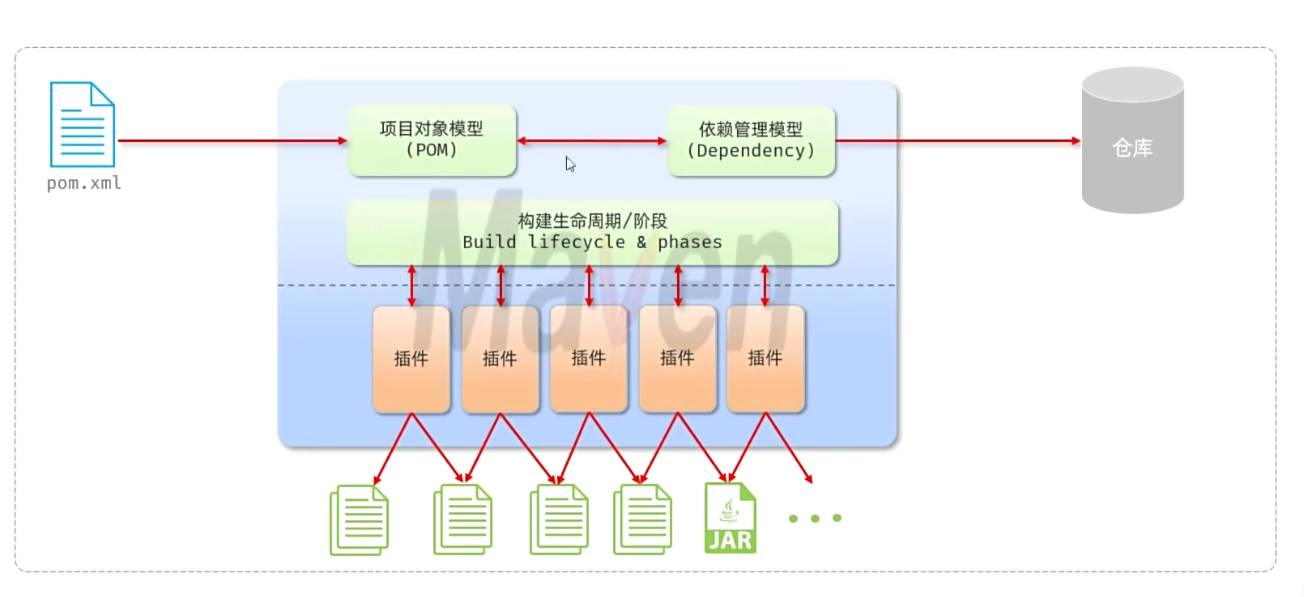 项目对象模型
(POM)
依赖管理模型
(Dependency)
仓库
pom.xml
构建生命周期/阶段
Build lifecycle & phases
Maven
插件
插件
插件
插件
插件
JAR